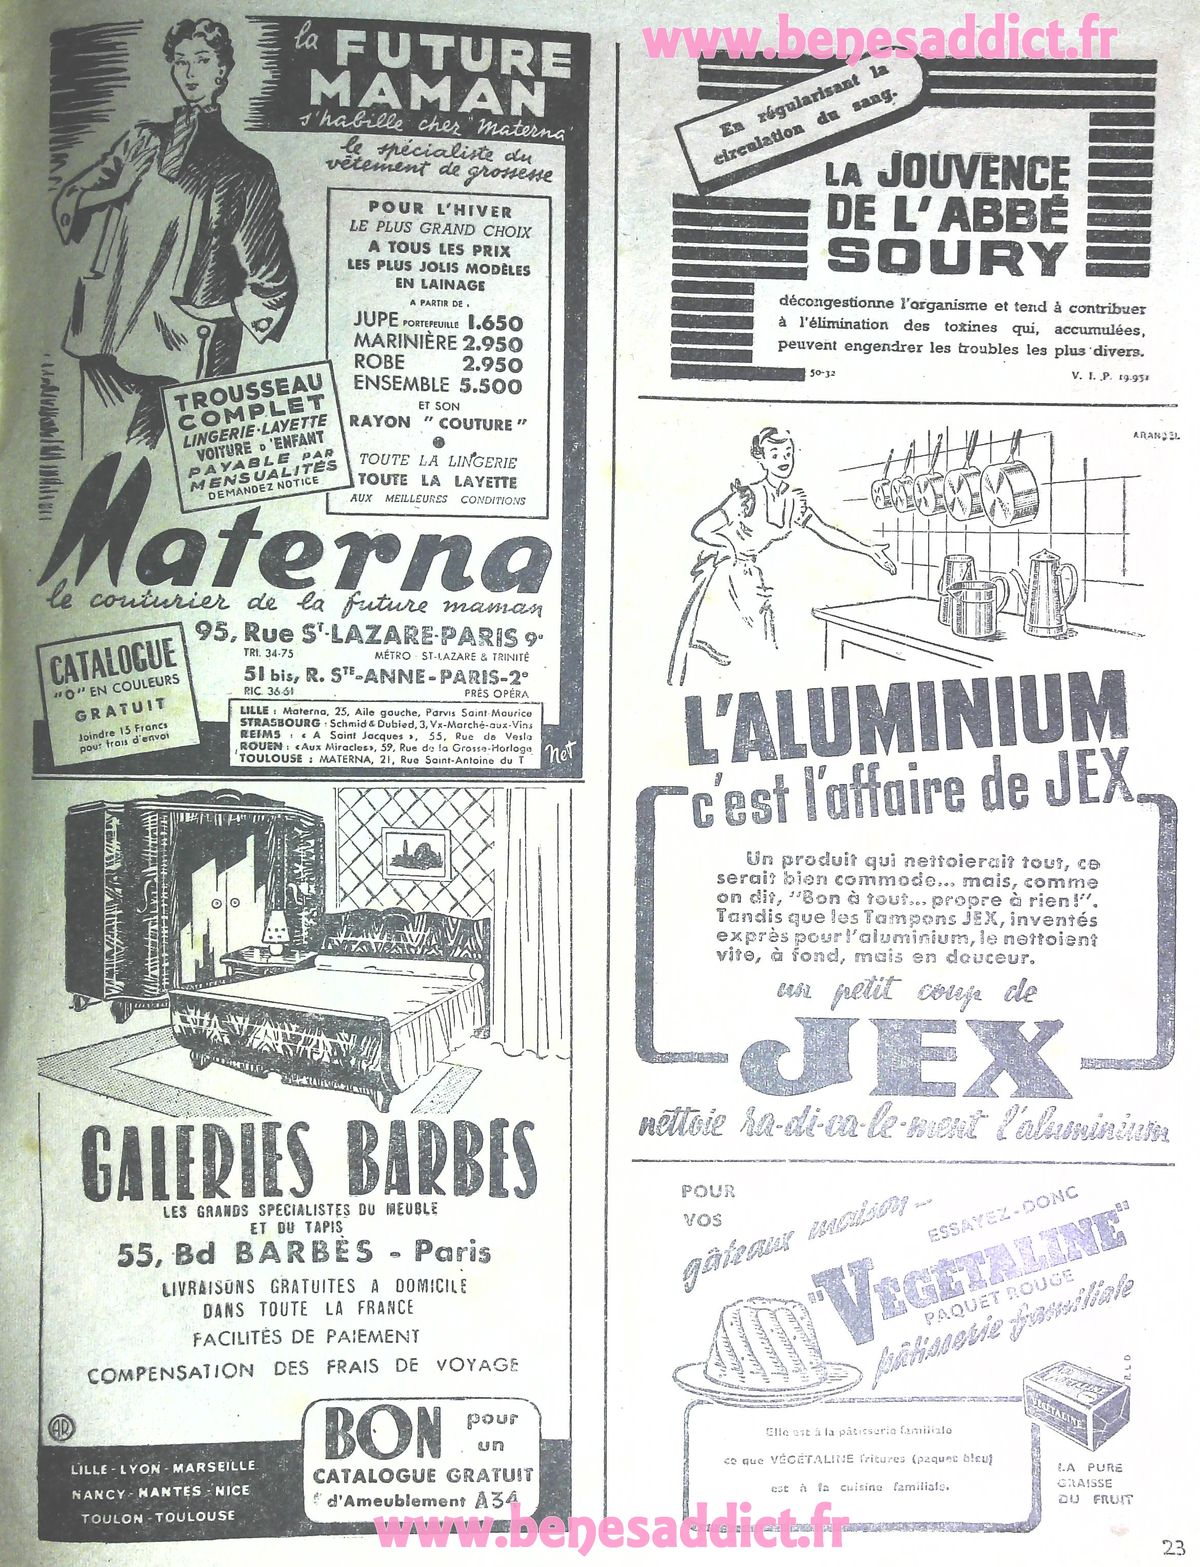 www.benesaddict.fr
la FUTURE
MAMAN
s'habille chez "Materna"
le spécialiste du
vêtement de grossesse
POUR L'HIVER
LE PLUS GRAND CHOIX
A TOUS LES PRIX
LES PLUS JOLIS MODÈLES
EN LAINAGE
A PARTIR DE :
JUPE PORTEFEUILLE 1.650
MARINIÈRE 2.950
ROBE 2.950
ENSEMBLE 5.500
ET SON
RAYON "COUTURE"
TOUTE LA LINGERIE
TOUTE LA LAYETTE
AUX MEILLEURES CONDITIONS
TROUSSEAU
COMPLET
LINGERIE-LAYETTE
VOITURE D'ENFANT
PAYABLE PAR
MENSUALITÉS
DEMANDEZ NOTICE
Materna
le couturier de la future maman
95, Rue St-LAZARE-PARIS 9e
TRI. 34-75 MÉTRO ST-LAZARE & TRINITÉ
51 bis, R. STE-ANNE-PARIS-2e
RIC 36-61 PRÈS OPÉRA
CATALOGUE
"O" EN COULEURS
GRATUIT
Joindre 15 Francs
pour frais d'envoi
LILLE : Materna, 25, Aile gauche, Parvis Saint-Maurice
STRASBOURG : Schmid & Dubied, 3, Vx-Marché-aux-Vins
REIMS : « A Saint Jacques », 55, Rue de Vesle
ROUEN : «Aux Miracles», 59, Rue de la Grosse-Horloge
TOULOUSE : MATERNA, 21, Rue Saint-Antoine du T
Net
GALERIES BARBES
LES GRANDS SPÉCIALISTES DU MEUBLE
ET DU TAPIS
55, Bd BARBÈS - Paris
LIVRAISONS GRATUITES A DOMICILE
DANS TOUTE LA FRANCE
FACILITÉS DE PAIEMENT
COMPENSATION DES FRAIS DE VOYAGE
AR
LILLE - LYON - MARSEILLE
NANCY - NANTES - NICE
TOULON - TOULOUSE
BON pour
un
CATALOGUE GRATUIT
d'Ameublement A34
En régularisant la
circulation du sang.
LA JOUVENCE
DE L'ABBÉ
SOURY
décongestionne l'organisme et tend à contribuer
à l'élimination des toxines qui, accumulées,
peuvent engendrer les troubles les plus divers.
50-32 V. I. P. 19.951
L'ALUMINIUM
c'est l'affaire de JEX
Un produit qui nettoierait tout, ce
serait bien commode... mais, comme
on dit, "Bon à tout... propre à rien!".
Tandis que les Tampons JEX, inventés
exprès pour l'aluminium, le nettoient
vite, à fond, mais en douceur.
un petit coup de
JEX
nettoie ra-di-ca-le-ment l'aluminium
POUR
VOS
gâteaux maison -
ESSAYEZ-DONC
"VEGÉTALINE"
PAQUET ROUGE
pâtisserie familiale
RLD
VÉGÉTALINE
Elle est à la pâtisserie familiale
ce que VÉGÉTALINE fritures (paquet bleu)
est à la cuisine familiale.
LA PURE
GRAISSE
DU FRUIT
www.benesaddict.fr
23